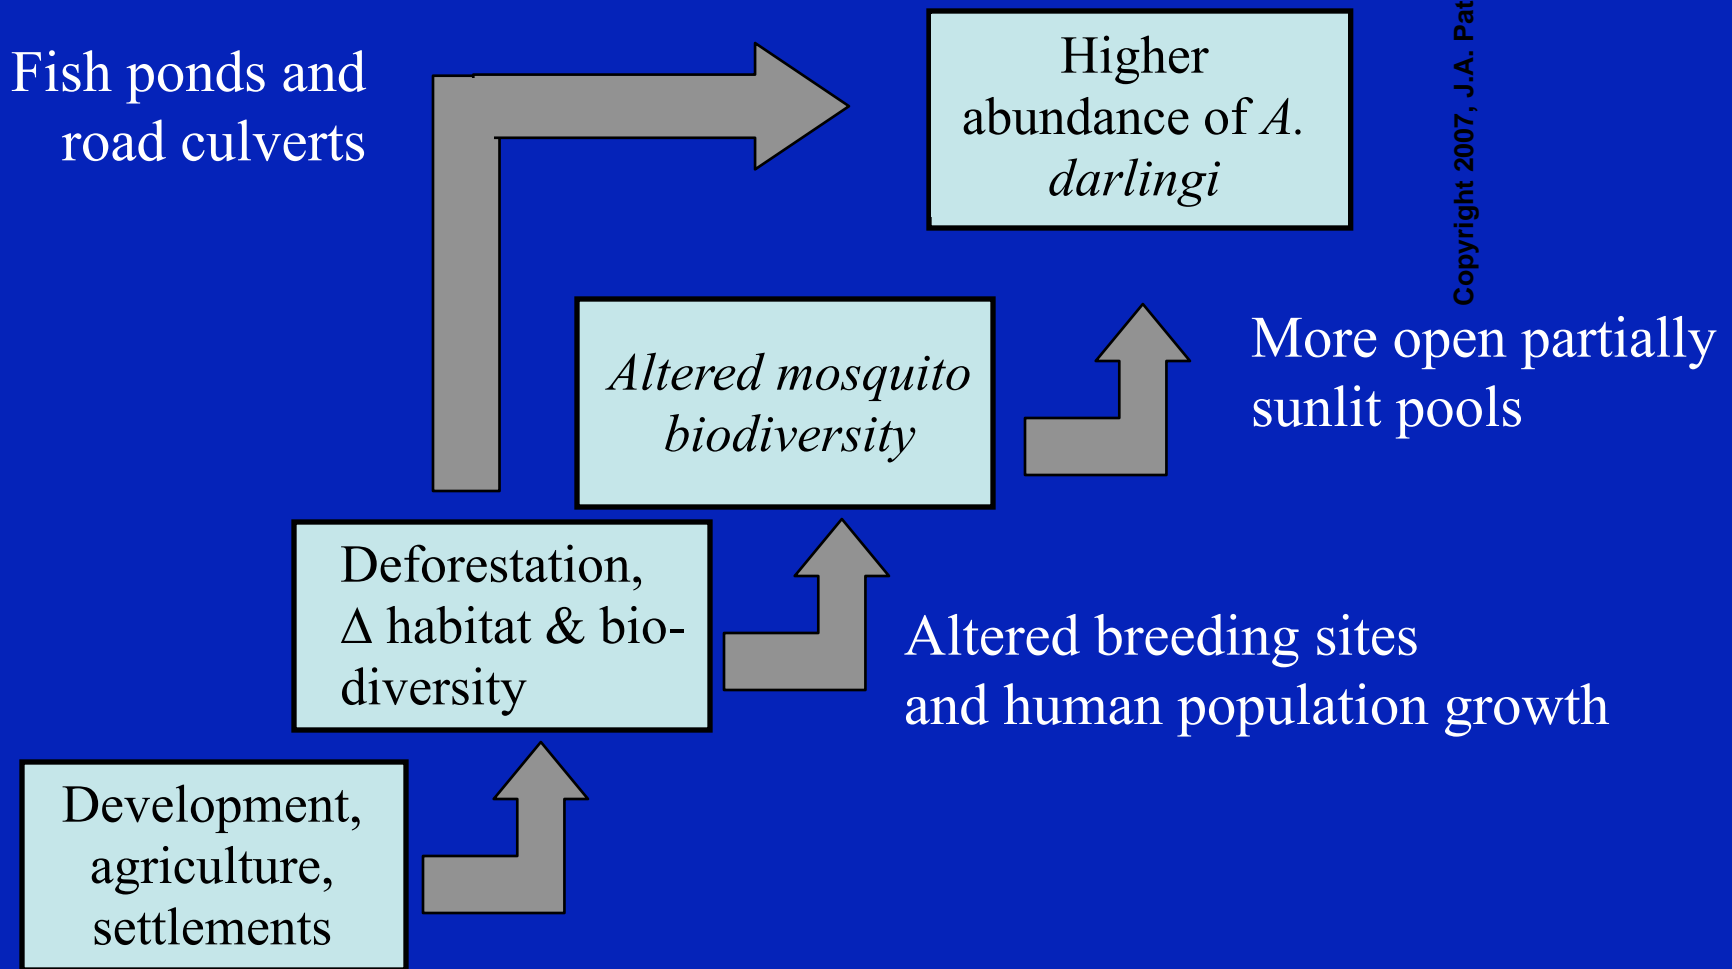 Fish ponds and
road culverts
Higher
abundance of A.
darlingi
Copyright 2007, J.A. Pat
Altered mosquito
biodiversity
More open partially
sunlit pools
Deforestation,
Δ habitat & bio-
diversity
Altered breeding sites
and human population growth
Development,
agriculture,
settlements